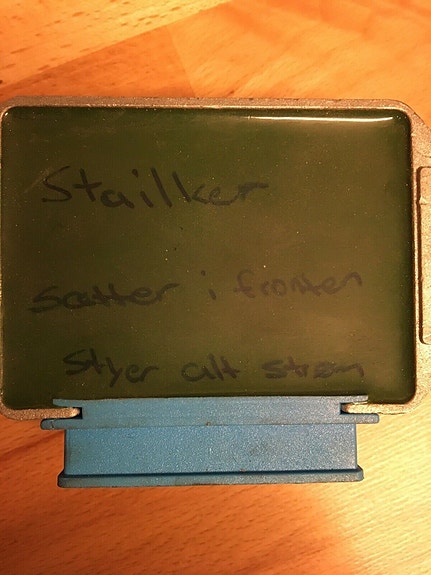 Stailker
sætter i fronten
Styer alt strøm